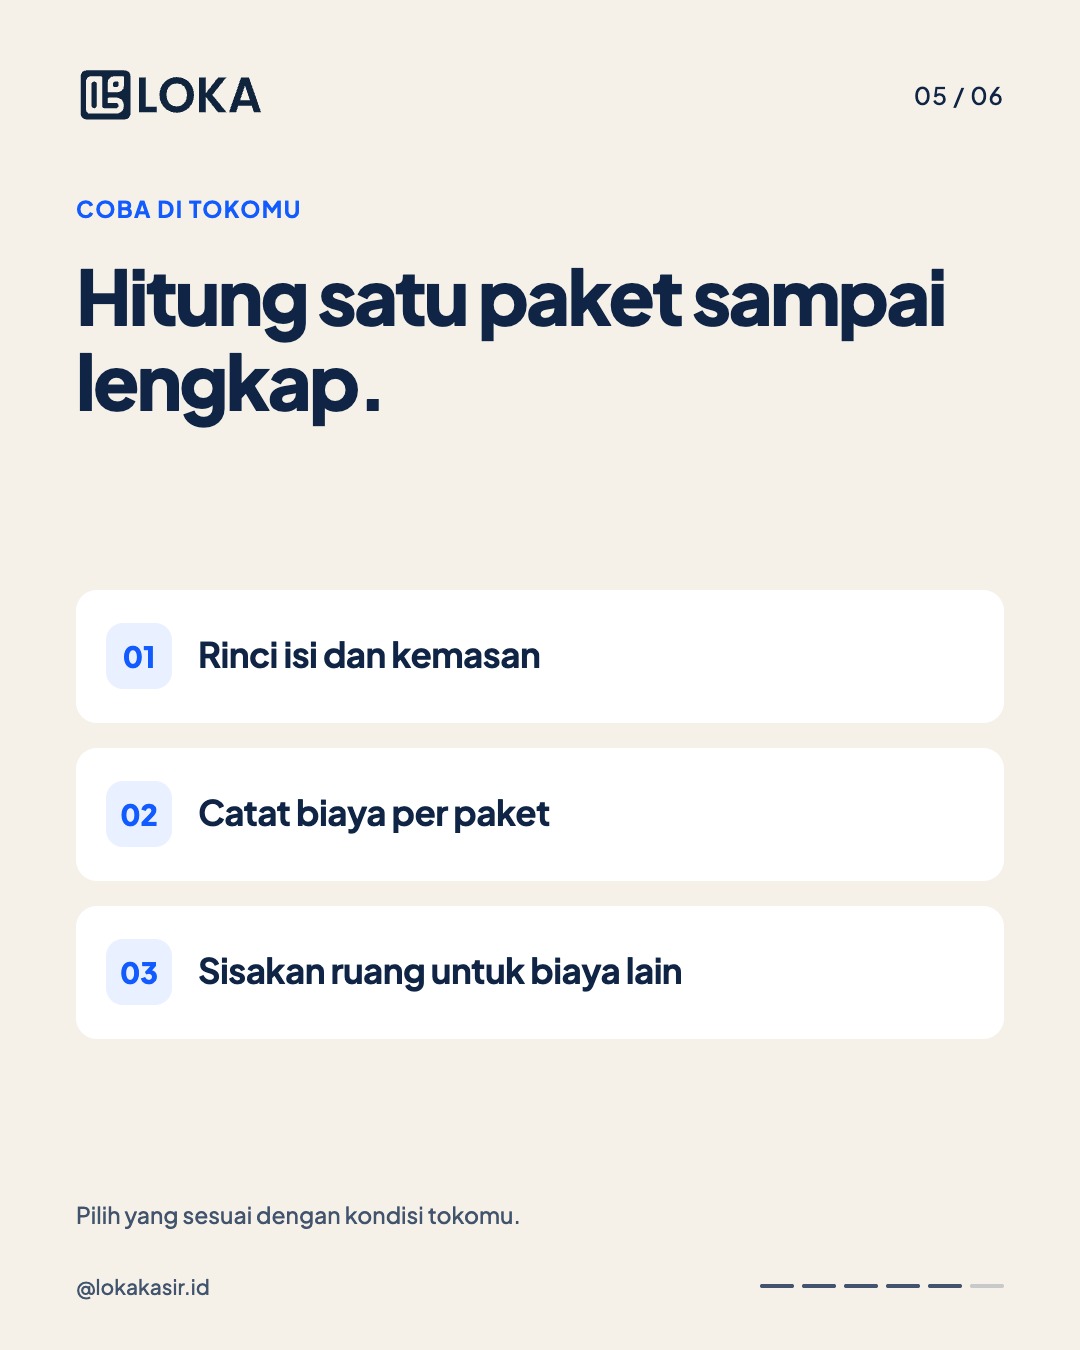 LOKA
05 / 06
COBA DI TOKOMU
Hitung satu paket sampai
lengkap.
01 Rinci isi dan kemasan
02 Catat biaya per paket
03 Sisakan ruang untuk biaya lain
Pilih yang sesuai dengan kondisi tokomu.
@lokakasir.id